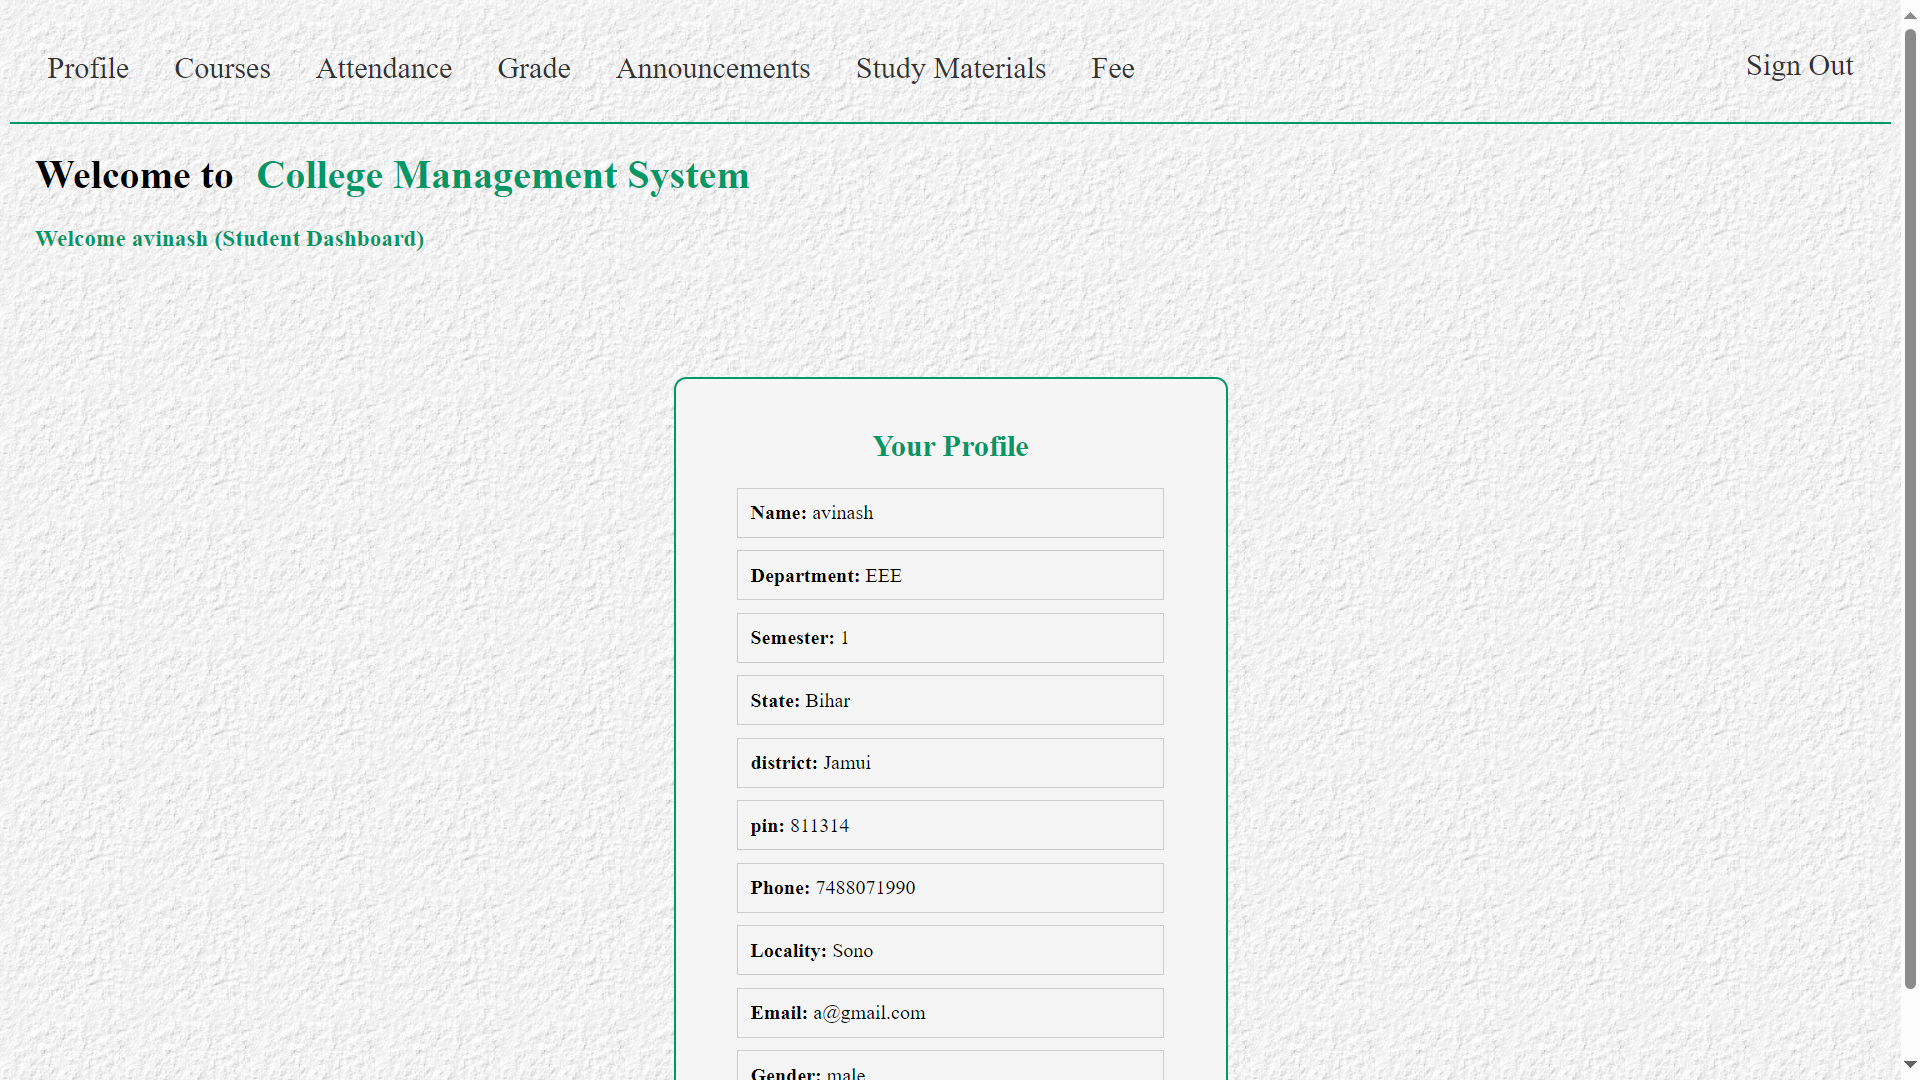 Profile Courses Attendance Grade Announcements Study Materials Fee Sign Out
Welcome to College Management System
Welcome avinash (Student Dashboard)
Your Profile
Name: avinash
Department: EEE
Semester: 1
State: Bihar
district: Jamui
pin: 811314
Phone: 7488071990
Locality: Sono
Email: a@gmail.com
Gender: male